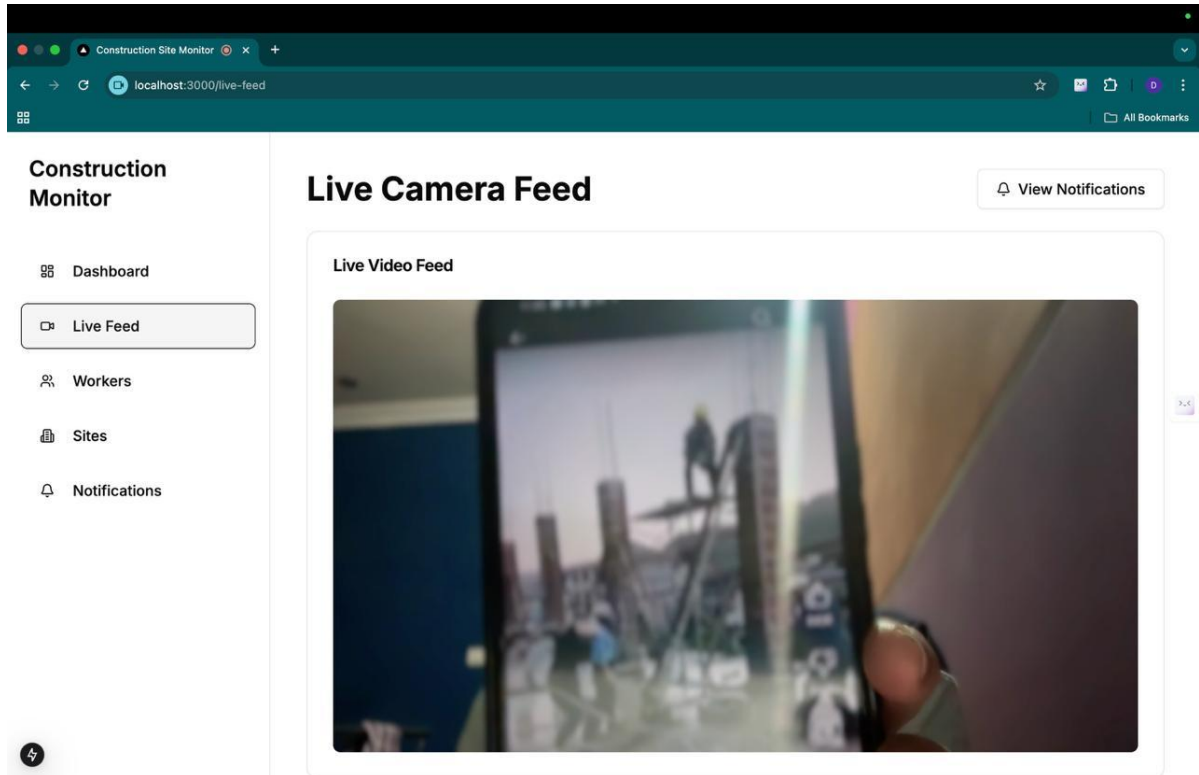 Construction Site Monitor
localhost:3000/live-feed
D
All Bookmarks
Construction
Monitor
Dashboard
Live Feed
Workers
Sites
Notifications
Live Camera Feed
View Notifications
Live Video Feed